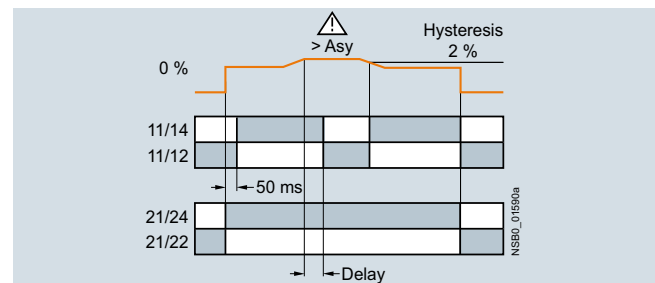 Hysteresis
> Asy
2 %
0 %
11/14
11/12
50 ms
21/24
21/22
Delay
NSB0_01590a